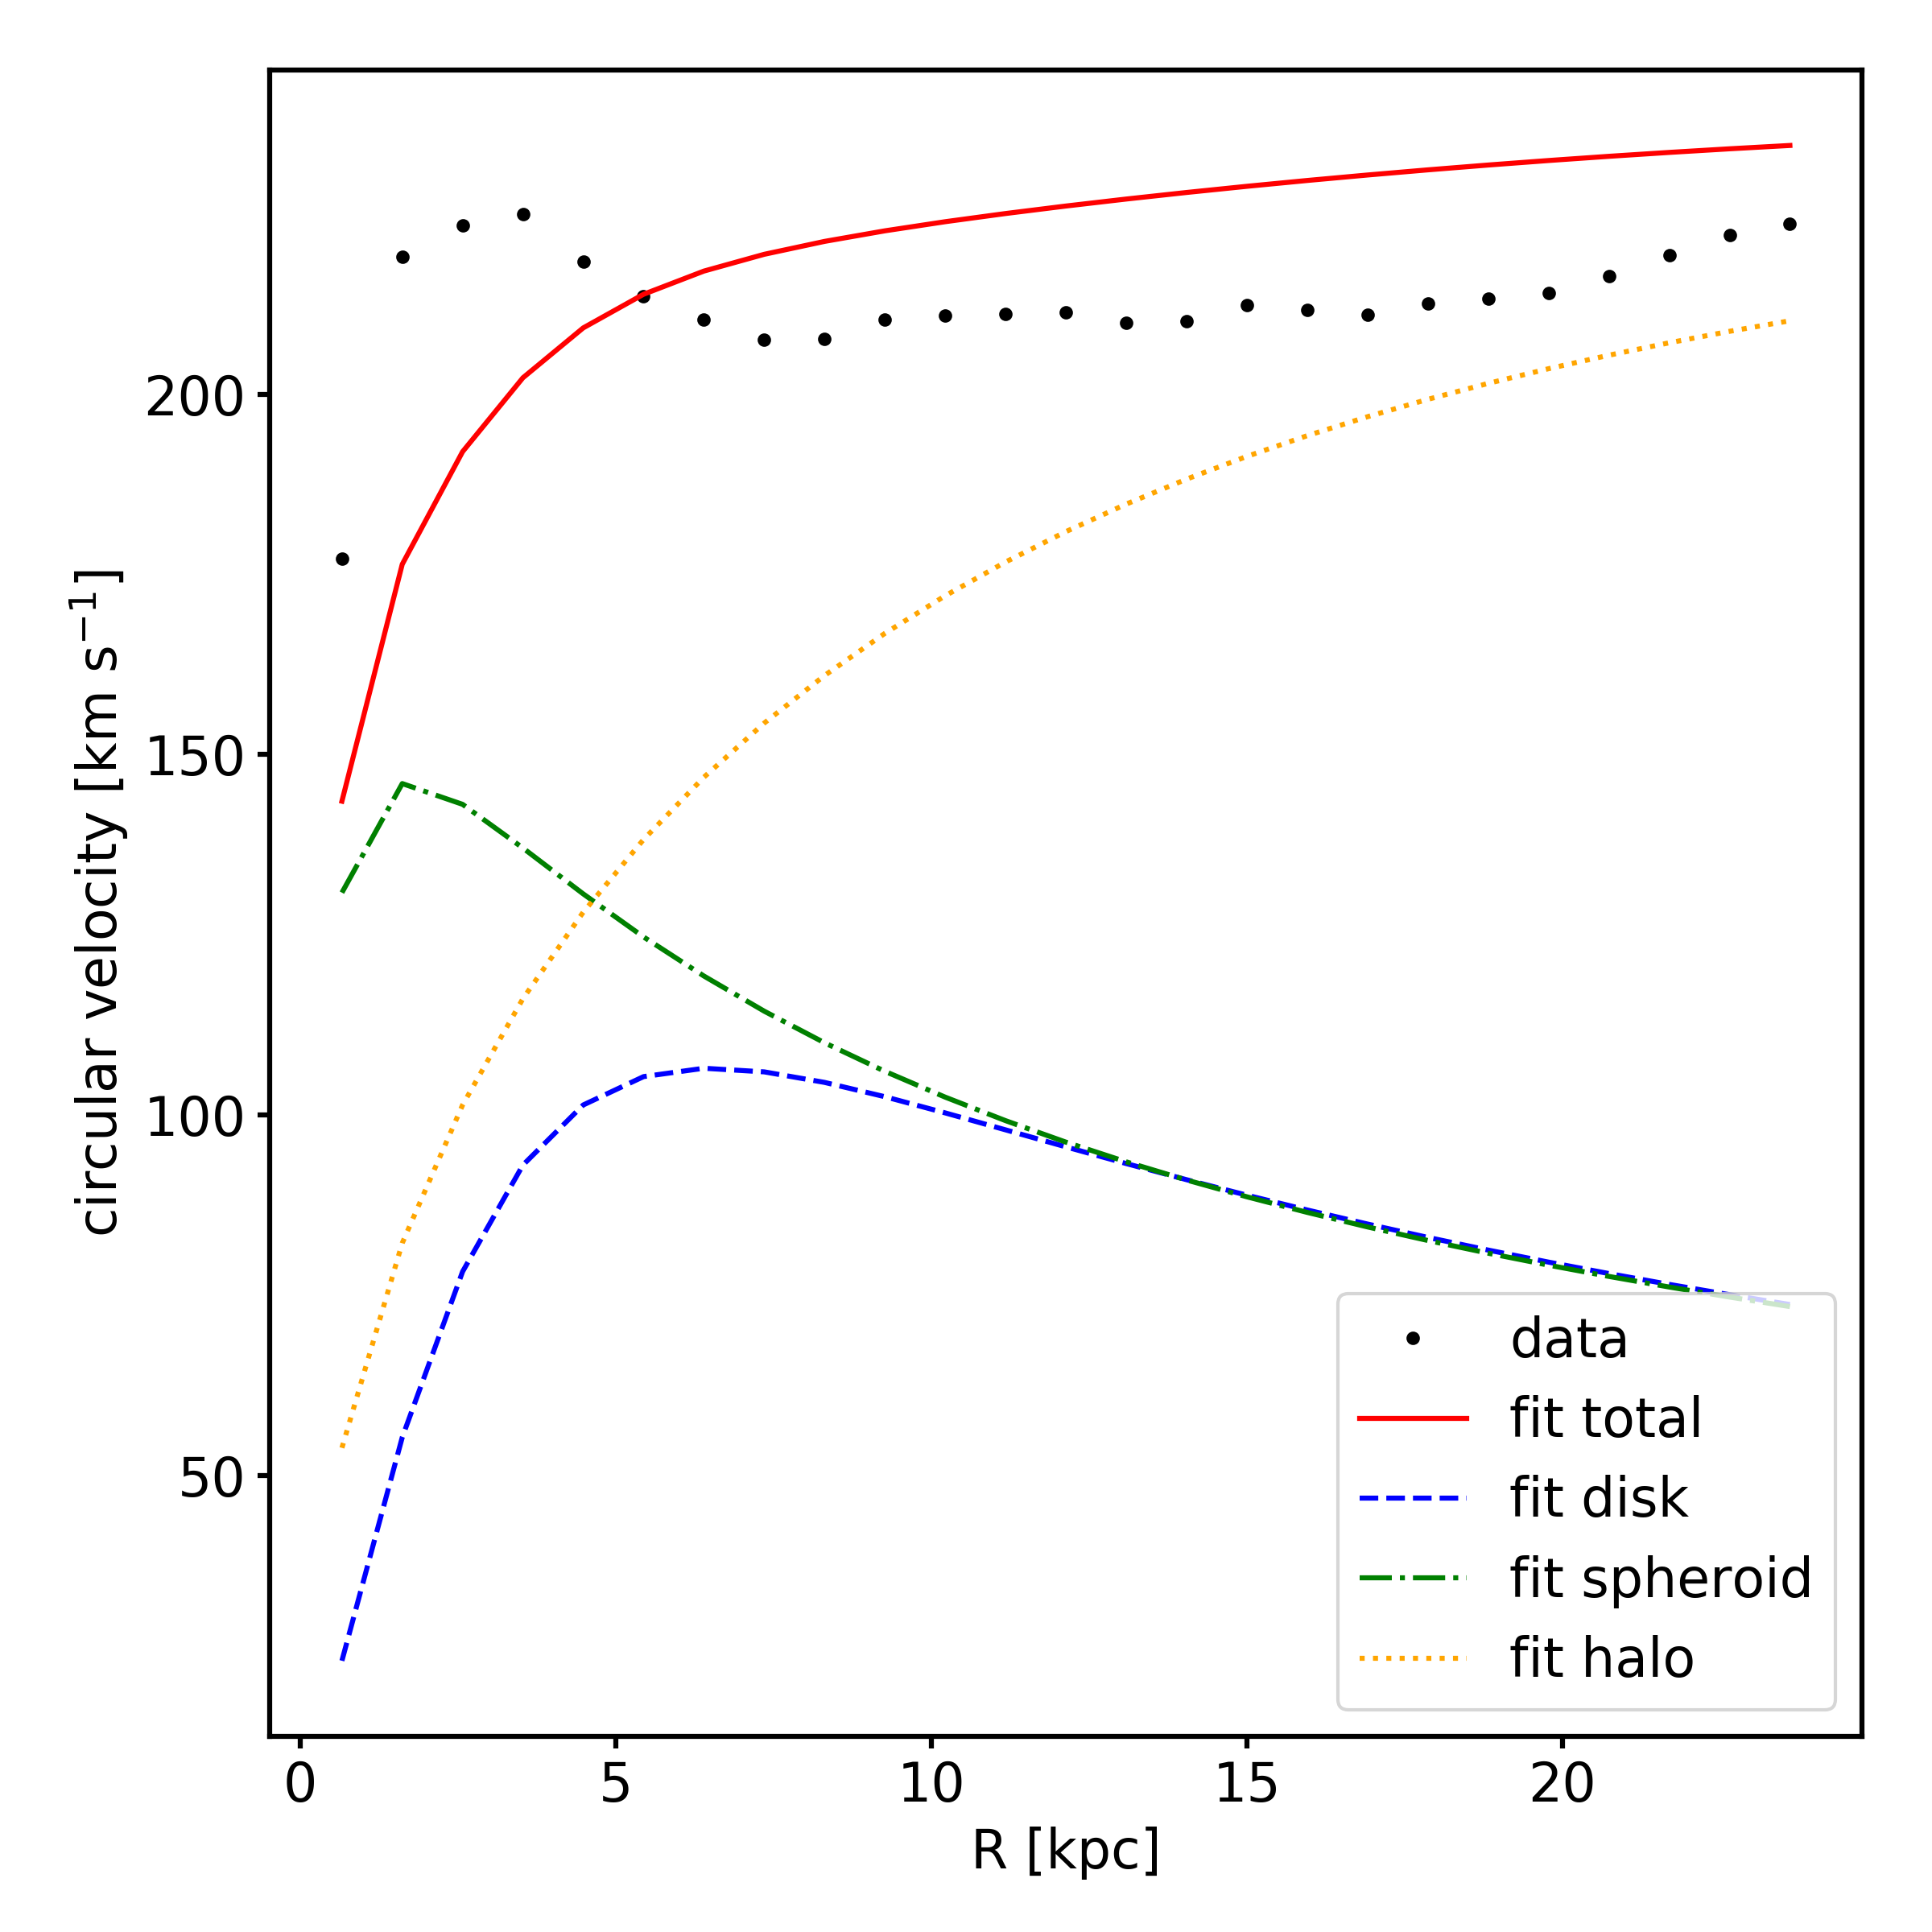 200
150
100
50
circular velocity [km s⁻¹]
0 5 10 15 20
R [kpc]
data
fit total
fit disk
fit spheroid
fit halo